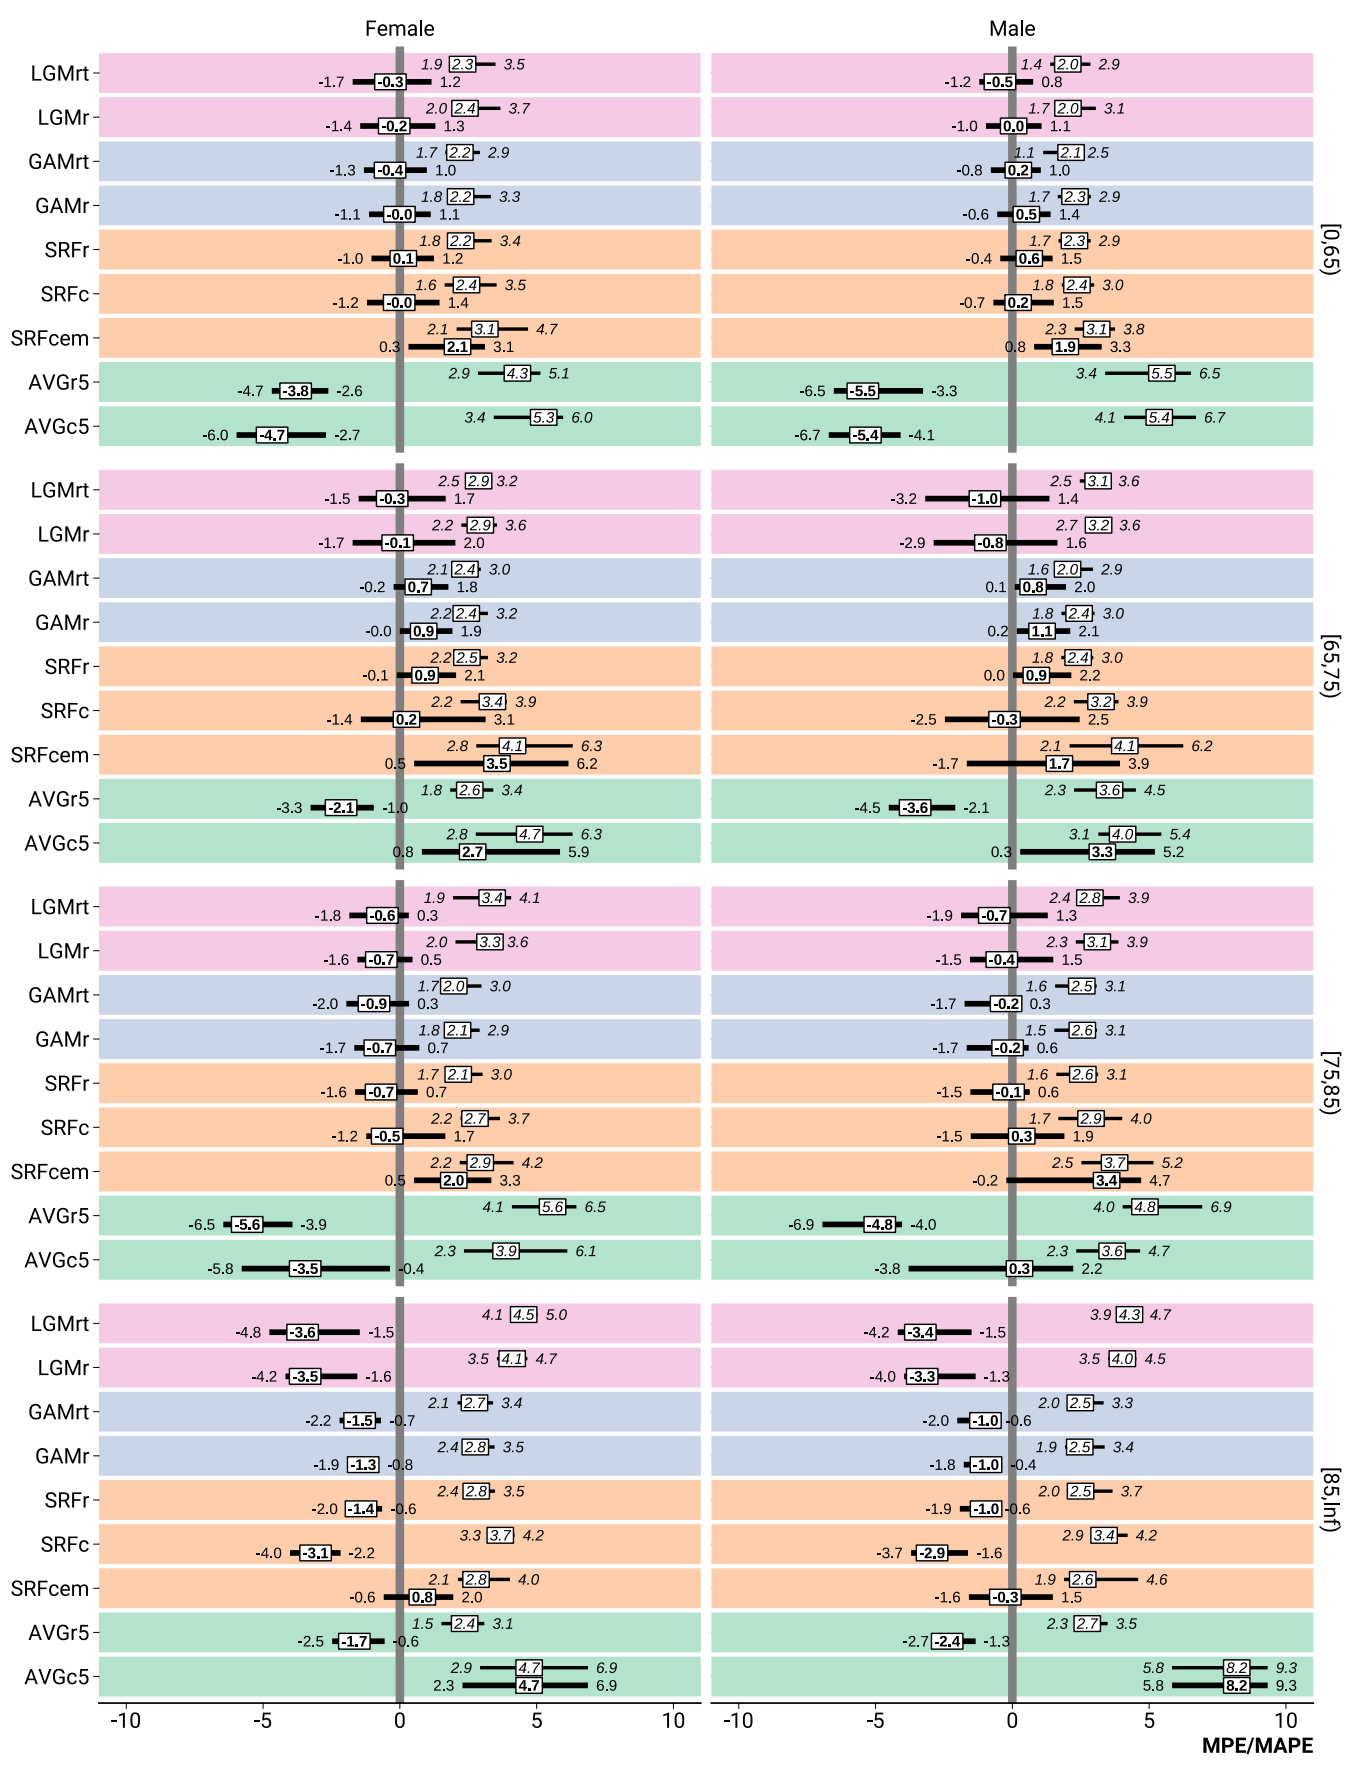 Female Male
LGMrt 1.9 2.3 3.5 1.4 2.0 2.9
-1.7 -0.3 1.2 -1.2 -0.5 0.8
LGMr 2.0 2.4 3.7 1.7 2.0 3.1
-1.4 -0.2 1.3 -1.0 0.0 1.1
GAMrt 1.7 2.2 2.9 1.1 2.1 2.5
-1.3 -0.4 1.0 -0.8 0.2 1.0
GAMr 1.8 2.2 3.3 1.7 2.3 2.9
-1.1 -0.0 1.1 -0.6 0.5 1.4
SRFr 1.8 2.2 3.4 1.7 2.3 2.9
-1.0 0.1 1.2 -0.4 0.6 1.5
SRFc 1.6 2.4 3.5 1.8 2.4 3.0
-1.2 -0.0 1.4 -0.7 0.2 1.5
SRFcem 2.1 3.1 4.7 2.3 3.1 3.8
0.3 2.1 3.1 0.8 1.9 3.3
AVGr5 2.9 4.3 5.1 3.4 5.5 6.5
-4.7 -3.8 -2.6 -6.5 -5.5 -3.3
AVGc5 3.4 5.3 6.0 4.1 5.4 6.7
-6.0 -4.7 -2.7 -6.7 -5.4 -4.1
[0,65)
LGMrt 2.5 2.9 3.2 2.5 3.1 3.6
-1.5 -0.3 1.7 -3.2 -1.0 1.4
LGMr 2.2 2.9 3.6 2.7 3.2 3.6
-1.7 -0.1 2.0 -2.9 -0.8 1.6
GAMrt 2.1 2.4 3.0 1.6 2.0 2.9
-0.2 0.7 1.8 0.1 0.8 2.0
GAMr 2.2 2.4 3.2 1.8 2.4 3.0
-0.0 0.9 1.9 0.2 1.1 2.1
SRFr 2.2 2.5 3.2 1.8 2.4 3.0
-0.1 0.9 2.1 0.0 0.9 2.2
SRFc 2.2 3.4 3.9 2.2 3.2 3.9
-1.4 0.2 3.1 -2.5 -0.3 2.5
SRFcem 2.8 4.1 6.3 2.1 4.1 6.2
0.5 3.5 6.2 -1.7 1.7 3.9
AVGr5 1.8 2.6 3.4 2.3 3.6 4.5
-3.3 -2.1 -1.0 -4.5 -3.6 -2.1
AVGc5 2.8 4.7 6.3 3.1 4.0 5.4
0.8 2.7 5.9 0.3 3.3 5.2
[65,75)
LGMrt 1.9 3.4 4.1 2.4 2.8 3.9
-1.8 -0.6 0.3 -1.9 -0.7 1.3
LGMr 2.0 3.3 3.6 2.3 3.1 3.9
-1.6 -0.7 0.5 -1.5 -0.4 1.5
GAMrt 1.7 2.0 3.0 1.6 2.5 3.1
-2.0 -0.9 0.3 -1.7 -0.2 0.3
GAMr 1.8 2.1 2.9 1.5 2.6 3.1
-1.7 -0.7 0.7 -1.7 -0.2 0.6
SRFr 1.7 2.1 3.0 1.6 2.6 3.1
-1.6 -0.7 0.7 -1.5 -0.1 0.6
SRFc 2.2 2.7 3.7 1.7 2.9 4.0
-1.2 -0.5 1.7 -1.5 0.3 1.9
SRFcem 2.2 2.9 4.2 2.5 3.7 5.2
0.5 2.0 3.3 -0.2 3.4 4.7
AVGr5 4.1 5.6 6.5 4.0 4.8 6.9
-6.5 -5.6 -3.9 -6.9 -4.8 -4.0
AVGc5 2.3 3.9 6.1 2.3 3.6 4.7
-5.8 -3.5 -0.4 -3.8 0.3 2.2
[75,85)
LGMrt 4.1 4.5 5.0 3.9 4.3 4.7
-4.8 -3.6 -1.5 -4.2 -3.4 -1.5
LGMr 3.5 4.1 4.7 3.5 4.0 4.5
-4.2 -3.5 -1.6 -4.0 -3.3 -1.3
GAMrt 2.1 2.7 3.4 2.0 2.5 3.3
-2.2 -1.5 -0.7 -2.0 -1.0 -0.6
GAMr 2.4 2.8 3.5 1.9 2.5 3.4
-1.9 -1.3 -0.8 -1.8 -1.0 -0.4
SRFr 2.4 2.8 3.5 2.0 2.5 3.7
-2.0 -1.4 -0.6 -1.9 -1.0 -0.6
SRFc 3.3 3.7 4.2 2.9 3.4 4.2
-4.0 -3.1 -2.2 -3.7 -2.9 -1.6
SRFcem 2.1 2.8 4.0 1.9 2.6 4.6
-0.6 0.8 2.0 -1.6 -0.3 1.5
AVGr5 1.5 2.4 3.1 2.3 2.7 3.5
-2.5 -1.7 -0.6 -2.7 -2.4 -1.3
AVGc5 2.9 4.7 6.9 5.8 8.2 9.3
2.3 4.7 6.9 5.8 8.2 9.3
[85,Inf)
-10 -5 0 5 10 -10 -5 0 5 10
MPE/MAPE